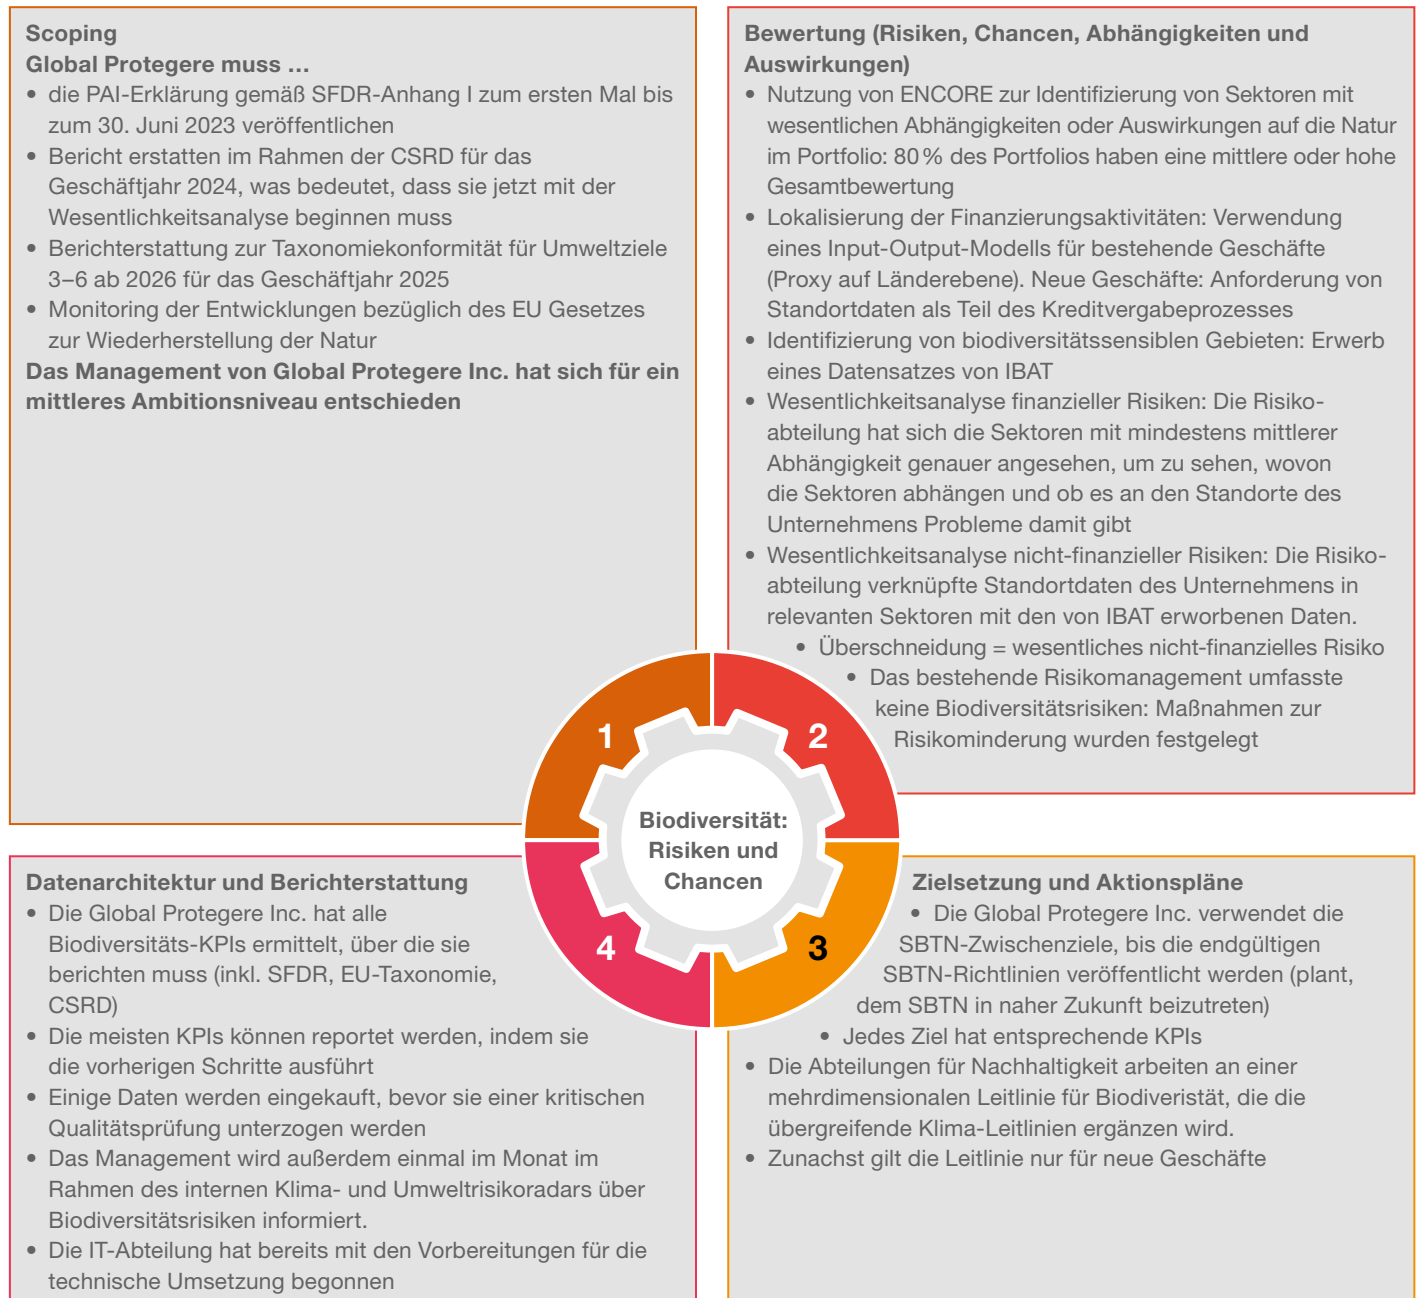 Scoping
Global Protegere muss …
• die PAI-Erklärung gemäß SFDR-Anhang I zum ersten Mal bis
zum 30. Juni 2023 veröffentlichen
• Bericht erstatten im Rahmen der CSRD für das
Geschäftjahr 2024, was bedeutet, dass sie jetzt mit der
Wesentlichkeitsanalyse beginnen muss
• Berichterstattung zur Taxonomiekonformität für Umweltziele
3–6 ab 2026 für das Geschäftjahr 2025
• Monitoring der Entwicklungen bezüglich des EU Gesetzes
zur Wiederherstellung der Natur
Das Management von Global Protegere Inc. hat sich für ein
mittleres Ambitionsniveau entschieden
Bewertung (Risiken, Chancen, Abhängigkeiten und
Auswirkungen)
• Nutzung von ENCORE zur Identifizierung von Sektoren mit
wesentlichen Abhängigkeiten oder Auswirkungen auf die Natur
im Portfolio: 80 % des Portfolios haben eine mittlere oder hohe
Gesamtbewertung
• Lokalisierung der Finanzierungsaktivitäten: Verwendung
eines Input-Output-Modells für bestehende Geschäfte
(Proxy auf Länderebene). Neue Geschäfte: Anforderung von
Standortdaten als Teil des Kreditvergabeprozesses
• Identifizierung von biodiversitätssensiblen Gebieten: Erwerb
eines Datensatzes von IBAT
• Wesentlichkeitsanalyse finanzieller Risiken: Die Risiko-
abteilung hat sich die Sektoren mit mindestens mittlerer
Abhängigkeit genauer angesehen, um zu sehen, wovon
die Sektoren abhängen und ob es an den Standorte des
Unternehmens Probleme damit gibt
• Wesentlichkeitsanalyse nicht-finanzieller Risiken: Die Risiko-
abteilung verknüpfte Standortdaten des Unternehmens in
relevanten Sektoren mit den von IBAT erworbenen Daten.
• Überschneidung = wesentliches nicht-finanzielles Risiko
• Das bestehende Risikomanagement umfasste
keine Biodiversitätsrisiken: Maßnahmen zur
Risikominderung wurden festgelegt
1
2
Biodiversität:
Risiken und
Chancen
4
3
Datenarchitektur und Berichterstattung
• Die Global Protegere Inc. hat alle
Biodiversitäts-KPIs ermittelt, über die sie
berichten muss (inkl. SFDR, EU-Taxonomie,
CSRD)
• Die meisten KPIs können reportet werden, indem sie
die vorherigen Schritte ausführt
• Einige Daten werden eingekauft, bevor sie einer kritischen
Qualitätsprüfung unterzogen werden
• Das Management wird außerdem einmal im Monat im
Rahmen des internen Klima- und Umweltrisikoradars über
Biodiversitätsrisiken informiert.
• Die IT-Abteilung hat bereits mit den Vorbereitungen für die
technische Umsetzung begonnen
Zielsetzung und Aktionspläne
• Die Global Protegere Inc. verwendet die
SBTN-Zwischenziele, bis die endgültigen
SBTN-Richtlinien veröffentlicht werden (plant,
dem SBTN in naher Zukunft beizutreten)
• Jedes Ziel hat entsprechende KPIs
• Die Abteilungen für Nachhaltigkeit arbeiten an einer
mehrdimensionalen Leitlinie für Biodiveristät, die die
übergreifende Klima-Leitlinien ergänzen wird.
• Zunachst gilt die Leitlinie nur für neue Geschäfte